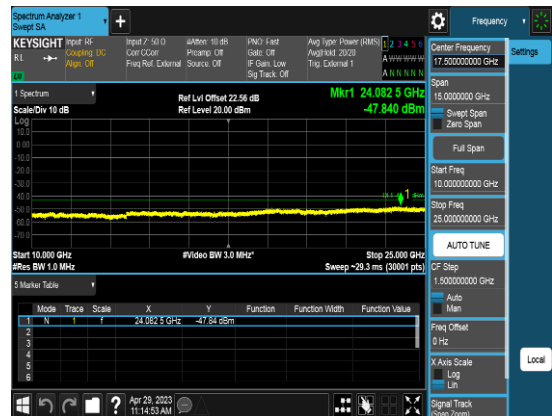 Spectrum Analyzer 1
Swept SA
+
Frequency
KEYSIGHT
RL
Input: RF
Coupling: DC
Align: Off
Input Z: 50 Ω
Corr CCorr
Freq Ref: External
#Atten: 10 dB
Preamp: Off
Source: Off
PNO: Fast
Gate: Off
IF Gain: Low
Sig Track: Off
Avg Type: Power (RMS)
Avg|Hold: 20/20
Trig: External 1
1 2 3 4 5 6
A W W W W W
A N N N N N
Settings
LV
1 Spectrum
Scale/Div 10 dB
Ref Lvl Offset 22.56 dB
Ref Level 20.00 dBm
Mkr1 24.082 5 GHz
-47.840 dBm
Log
10.0
0.00
-10.0
-20.0
-30.0
-40.0
-50.0
-60.0
-70.0
1
Start 10.000 GHz
#Res BW 1.0 MHz
#Video BW 3.0 MHz*
Stop 25.000 GHz
Sweep ~29.3 ms (30001 pts)
5 Marker Table
Mode Trace Scale X Y Function Function Width Function Value
1 N 1 f 24.082 5 GHz -47.84 dBm
2
3
4
5
6
Center Frequency
17.500000000 GHz
Span
15.0000000 GHz
Swept Span
Zero Span
Full Span
Start Freq
10.000000000 GHz
Stop Freq
25.000000000 GHz
AUTO TUNE
CF Step
1.500000000 GHz
Auto
Man
Freq Offset
0 Hz
X Axis Scale
Log
Lin
Signal Track
(Span Zoom)
Local
?
Apr 29, 2023
11:14:53 AM